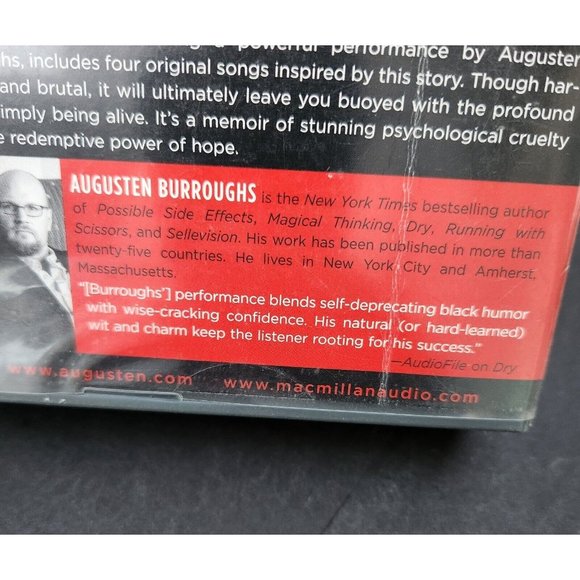 a powerful performance by Auguster
hs, includes four original songs inspired by this story. Though har-
and brutal, it will ultimately leave you buoyed with the profound
imply being alive. It's a memoir of stunning psychological cruelty
e redemptive power of hope.
AUGUSTEN BURROUGHS is the New York Times bestselling author
of Possible Side Effects, Magical Thinking, Dry, Running with
Scissors, and Sellevision. His work has been published in more than
twenty-five countries. He lives in New York City and Amherst,
Massachusetts.
"[Burroughs'] performance blends self-deprecating black humor
with wise-cracking confidence. His natural (or hard-learned)
wit and charm keep the listener rooting for his success."
—AudioFile on Dry
www.augusten.com www.macmillanaudio.com